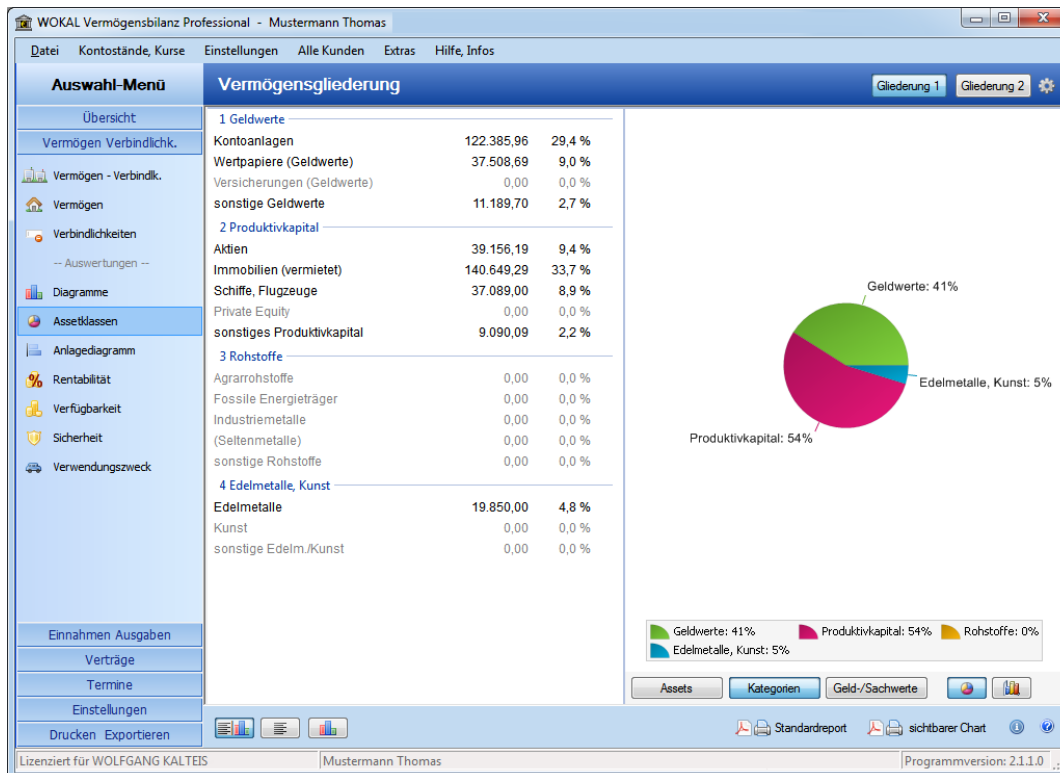 WOKAL Vermögensbilanz Professional - Mustermann Thomas
Datei Kontostände, Kurse Einstellungen Alle Kunden Extras Hilfe, Infos
Auswahl-Menü
Vermögensgliederung
Gliederung 1
Gliederung 2
Übersicht
Vermögen Verbindlichk.
Vermögen - Verbindlk.
Vermögen
Verbindlichkeiten
-- Auswertungen --
Diagramme
Assetklassen
Anlagediagramm
Rentabilität
Verfügbarkeit
Sicherheit
Verwendungszweck
Einnahmen Ausgaben
Verträge
Termine
Einstellungen
Drucken Exportieren
1 Geldwerte
Kontoanlagen 122.385,96 29,4 %
Wertpapiere (Geldwerte) 37.508,69 9,0 %
Versicherungen (Geldwerte) 0,00 0,0 %
sonstige Geldwerte 11.189,70 2,7 %
2 Produktivkapital
Aktien 39.156,19 9,4 %
Immobilien (vermietet) 140.649,29 33,7 %
Schiffe, Flugzeuge 37.089,00 8,9 %
Private Equity 0,00 0,0 %
sonstiges Produktivkapital 9.090,09 2,2 %
3 Rohstoffe
Agrarrohstoffe 0,00 0,0 %
Fossile Energieträger 0,00 0,0 %
Industriemetalle 0,00 0,0 %
(Seltenmetalle) 0,00 0,0 %
sonstige Rohstoffe 0,00 0,0 %
4 Edelmetalle, Kunst
Edelmetalle 19.850,00 4,8 %
Kunst 0,00 0,0 %
sonstige Edelm./Kunst 0,00 0,0 %
Geldwerte: 41%
Edelmetalle, Kunst: 5%
Produktivkapital: 54%
Geldwerte: 41% Produktivkapital: 54% Rohstoffe: 0%
Edelmetalle, Kunst: 5%
Assets Kategorien Geld-/Sachwerte
Standardreport sichtbarer Chart
Lizenziert für WOLFGANG KALTEIS Mustermann Thomas Programmversion: 2.1.1.0